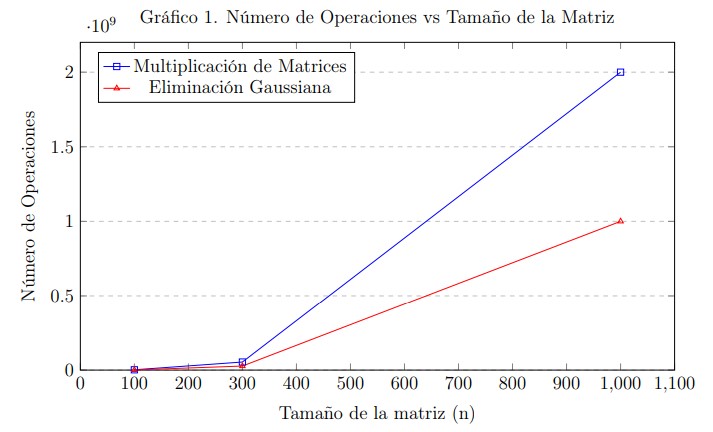 Gráfico 1. Número de Operaciones vs Tamaño de la Matriz
·10⁹
Multiplicación de Matrices
Eliminación Gaussiana
2
1.5
1
0.5
0
Número de Operaciones
0 100 200 300 400 500 600 700 800 900 1,000 1,100
Tamaño de la matriz (n)